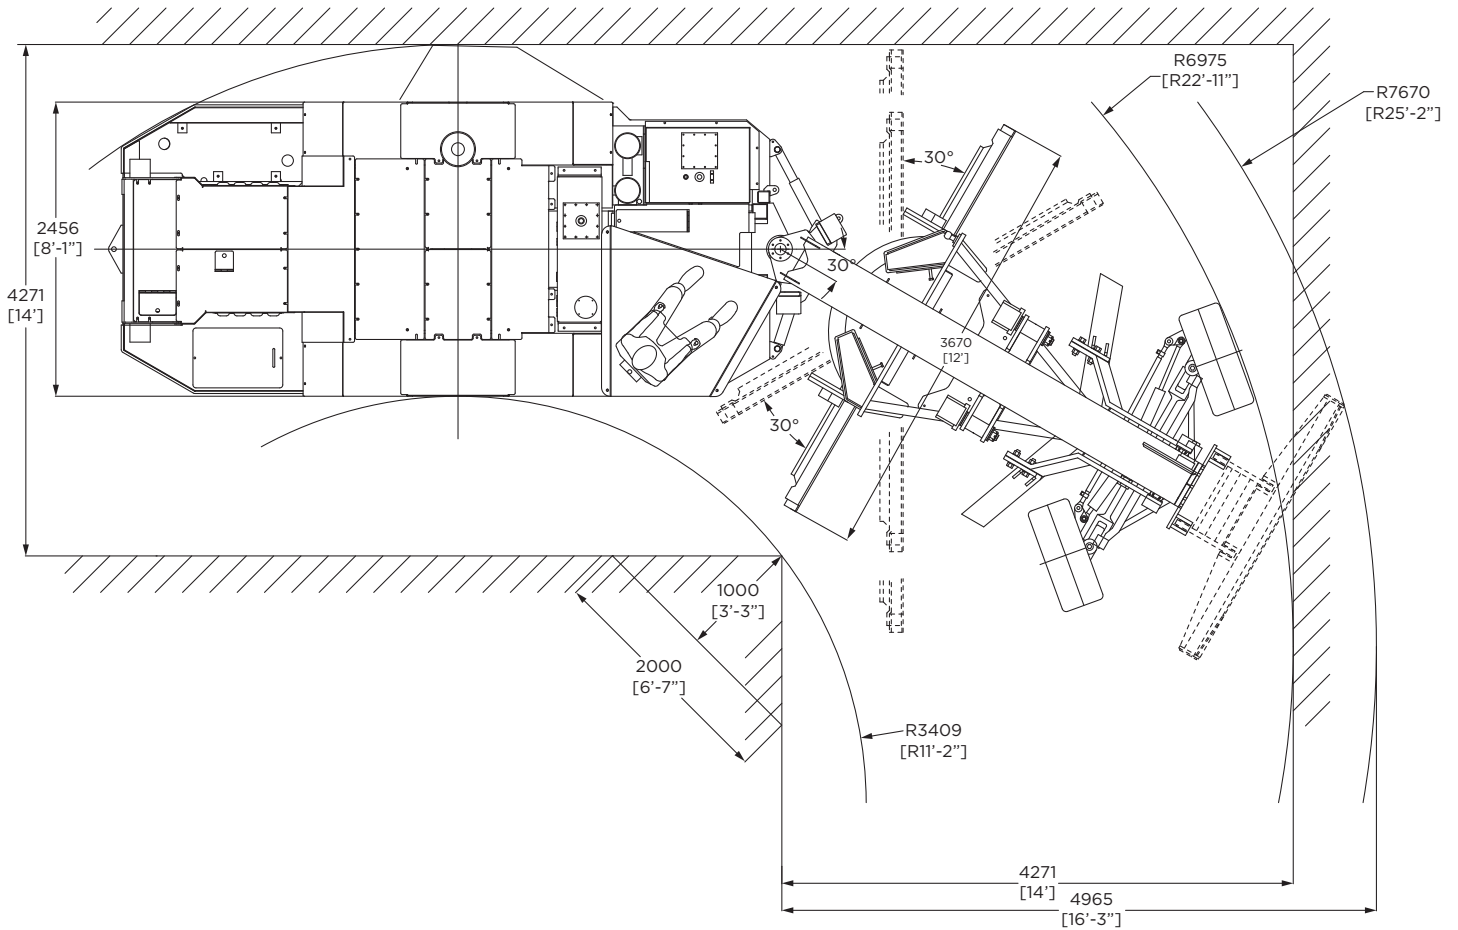 R6975
[R22'-11”]
R7670
[R25'-2”]
30°
2456
[8'-1”]
30°
4271
[14']
3670
[12']
30°
1000
[3'-3”]
2000
[6'-7”]
R3409
[R11'-2”]
4271
[14']
4965
[16'-3”]